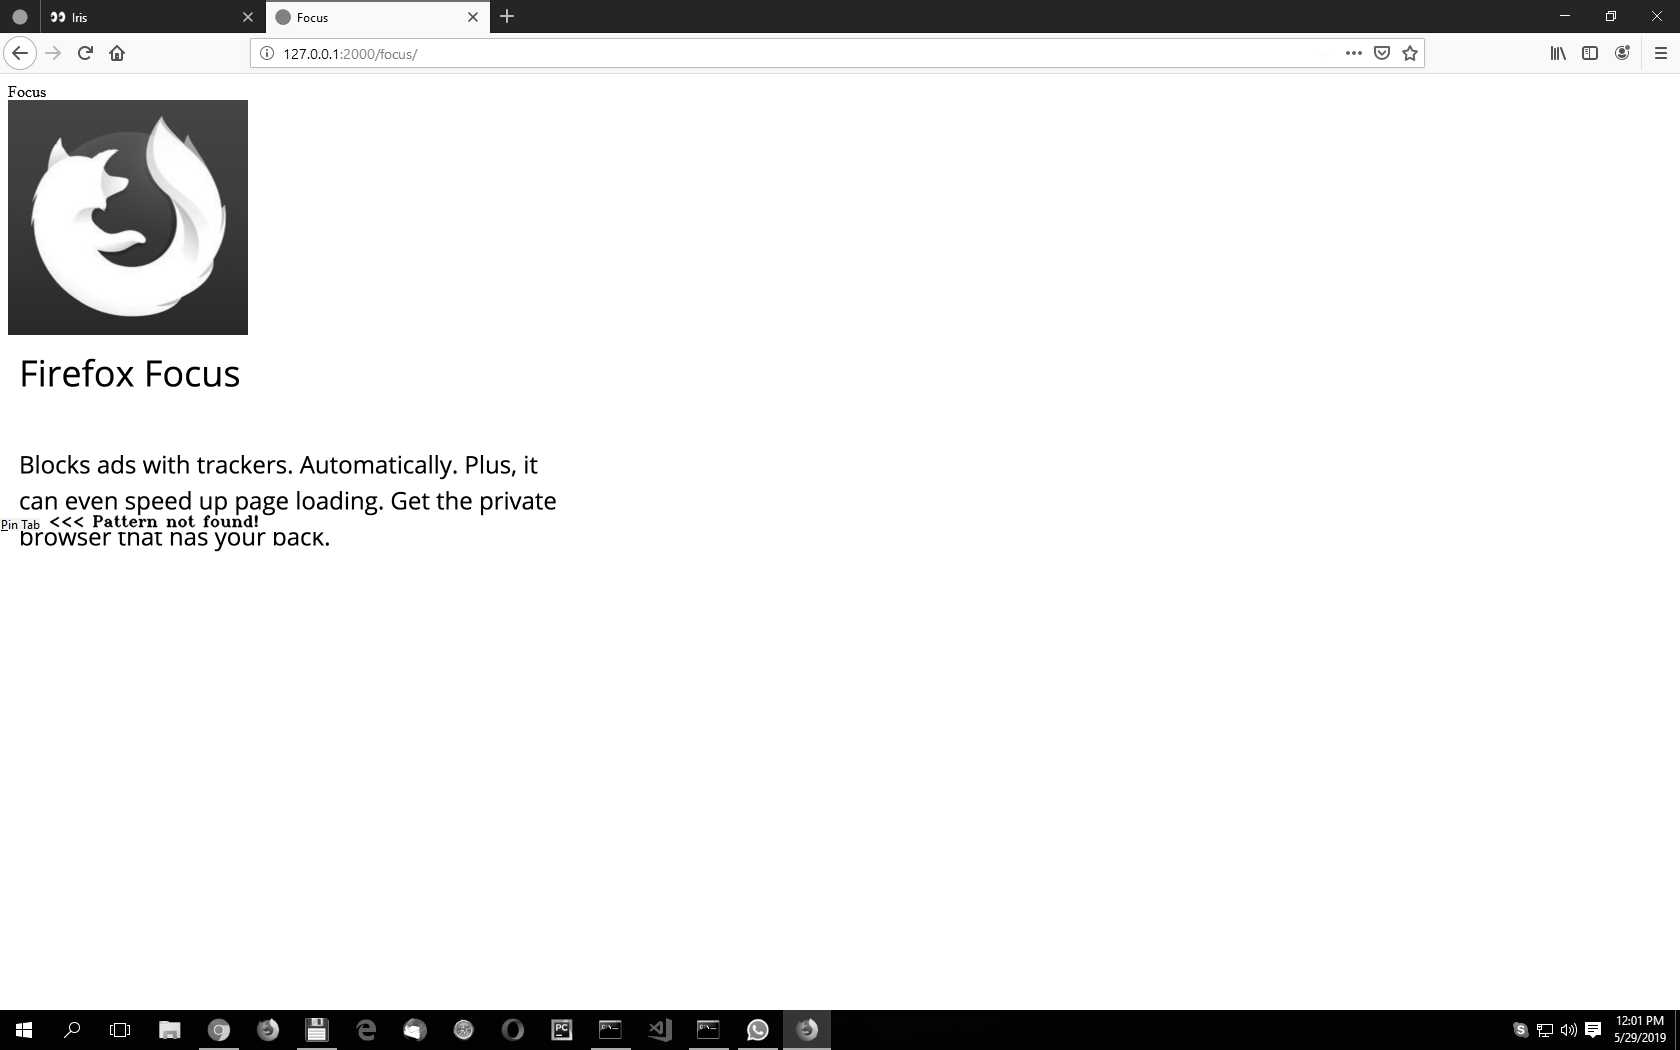 Iris
Focus
127.0.0.1:2000/focus/
Focus
Firefox Focus
Blocks ads with trackers. Automatically. Plus, it
can even speed up page loading. Get the private
Pin Tab <<< Pattern not found!
browser that has your back.
PC
S
12:01 PM
5/29/2019